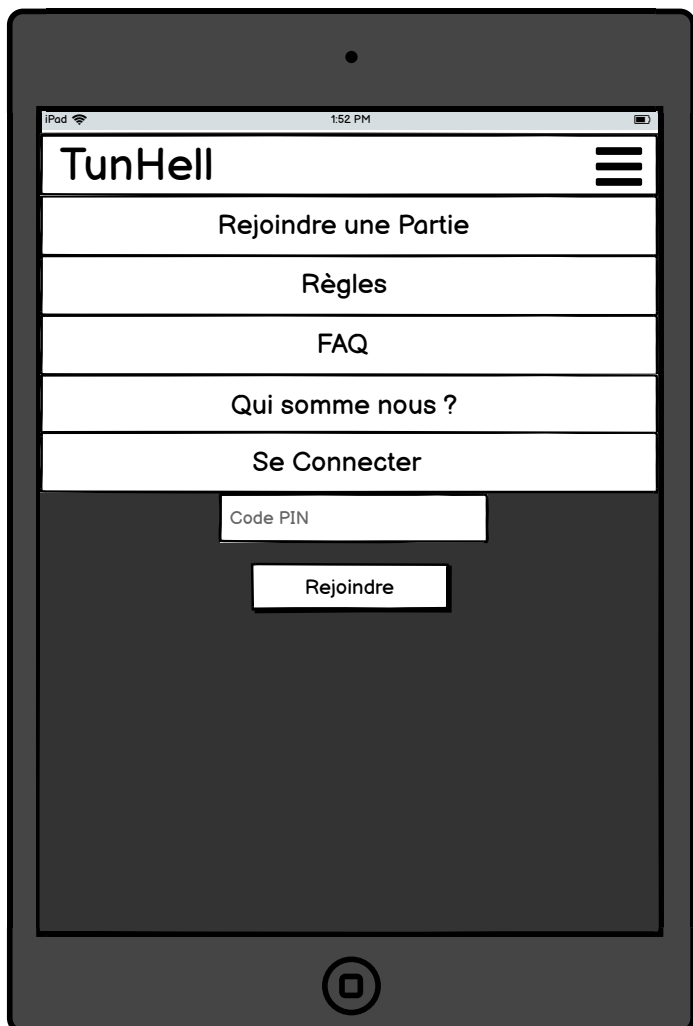 iPad
1:52 PM
TunHell
Rejoindre une Partie
Règles
FAQ
Qui somme nous ?
Se Connecter
Code PIN
Rejoindre